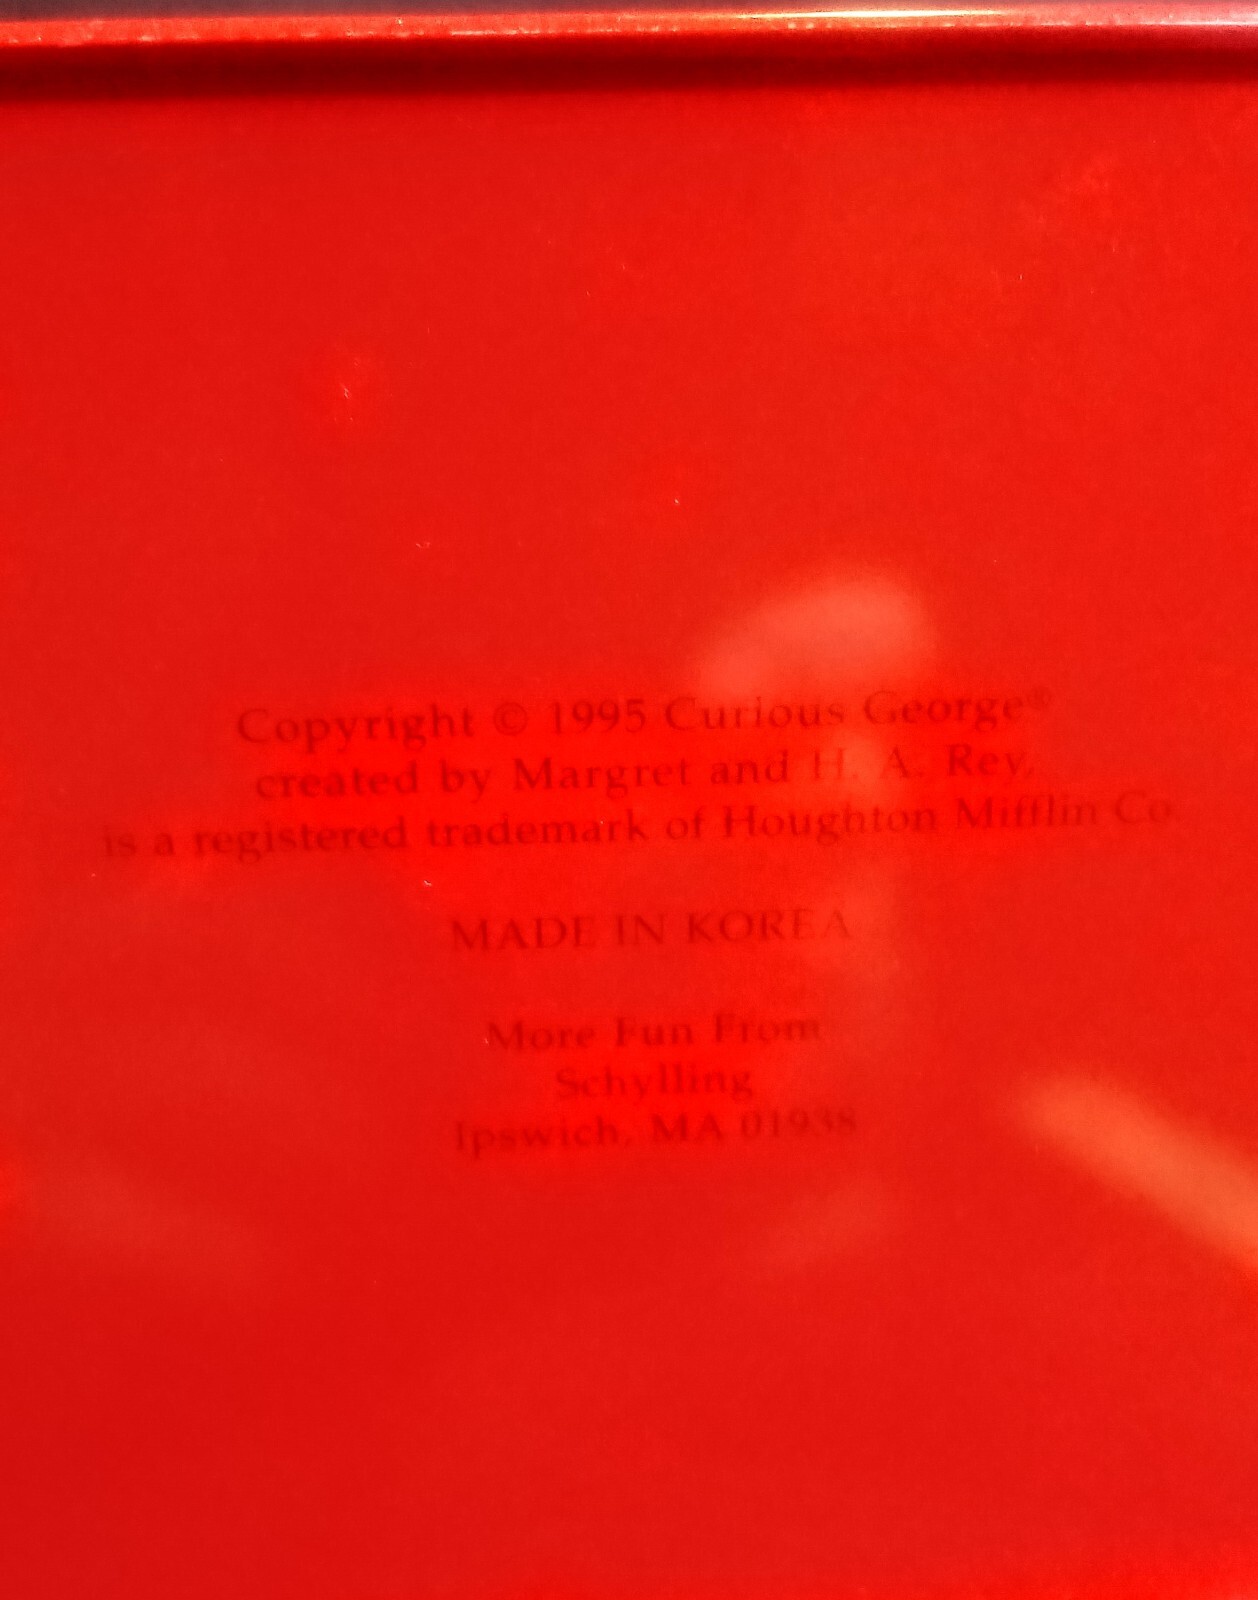 Copyright © 1995 Curious George®
created by Margret and H. A. Rey,
is a registered trademark of Houghton Mifflin Co
MADE IN KOREA
More Fun From
Schylling
Ipswich, MA 01938